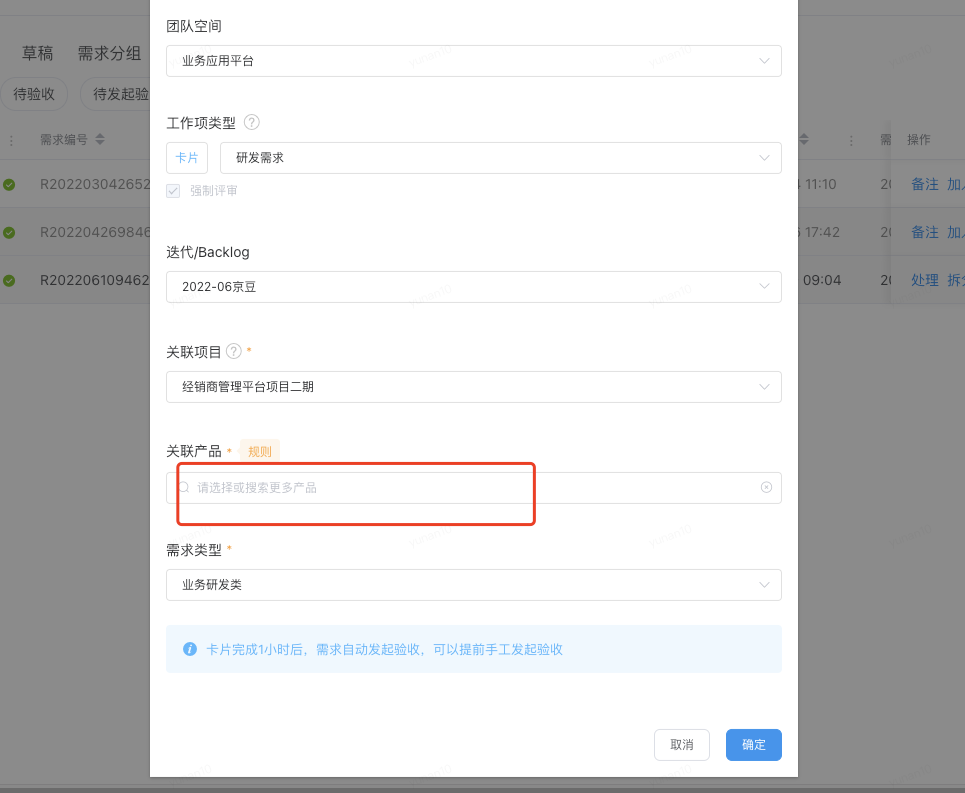 团队空间
草稿 需求分组
业务应用平台
待验收 待发起验
工作项类型 ?
需求编号 需 操作
卡片 研发需求
R202203042652 11:10 20 备注 加入
强制评审
R202204269846 17:42 20 备注 加入
迭代/Backlog
R202206109462 09:04 20 处理 拆分
2022-06京豆
关联项目 ? *
经销商管理平台项目二期
关联产品 * 规则
请选择或搜索更多产品
需求类型 *
业务研发类
卡片完成1小时后，需求自动发起验收，可以提前手工发起验收
取消 确定